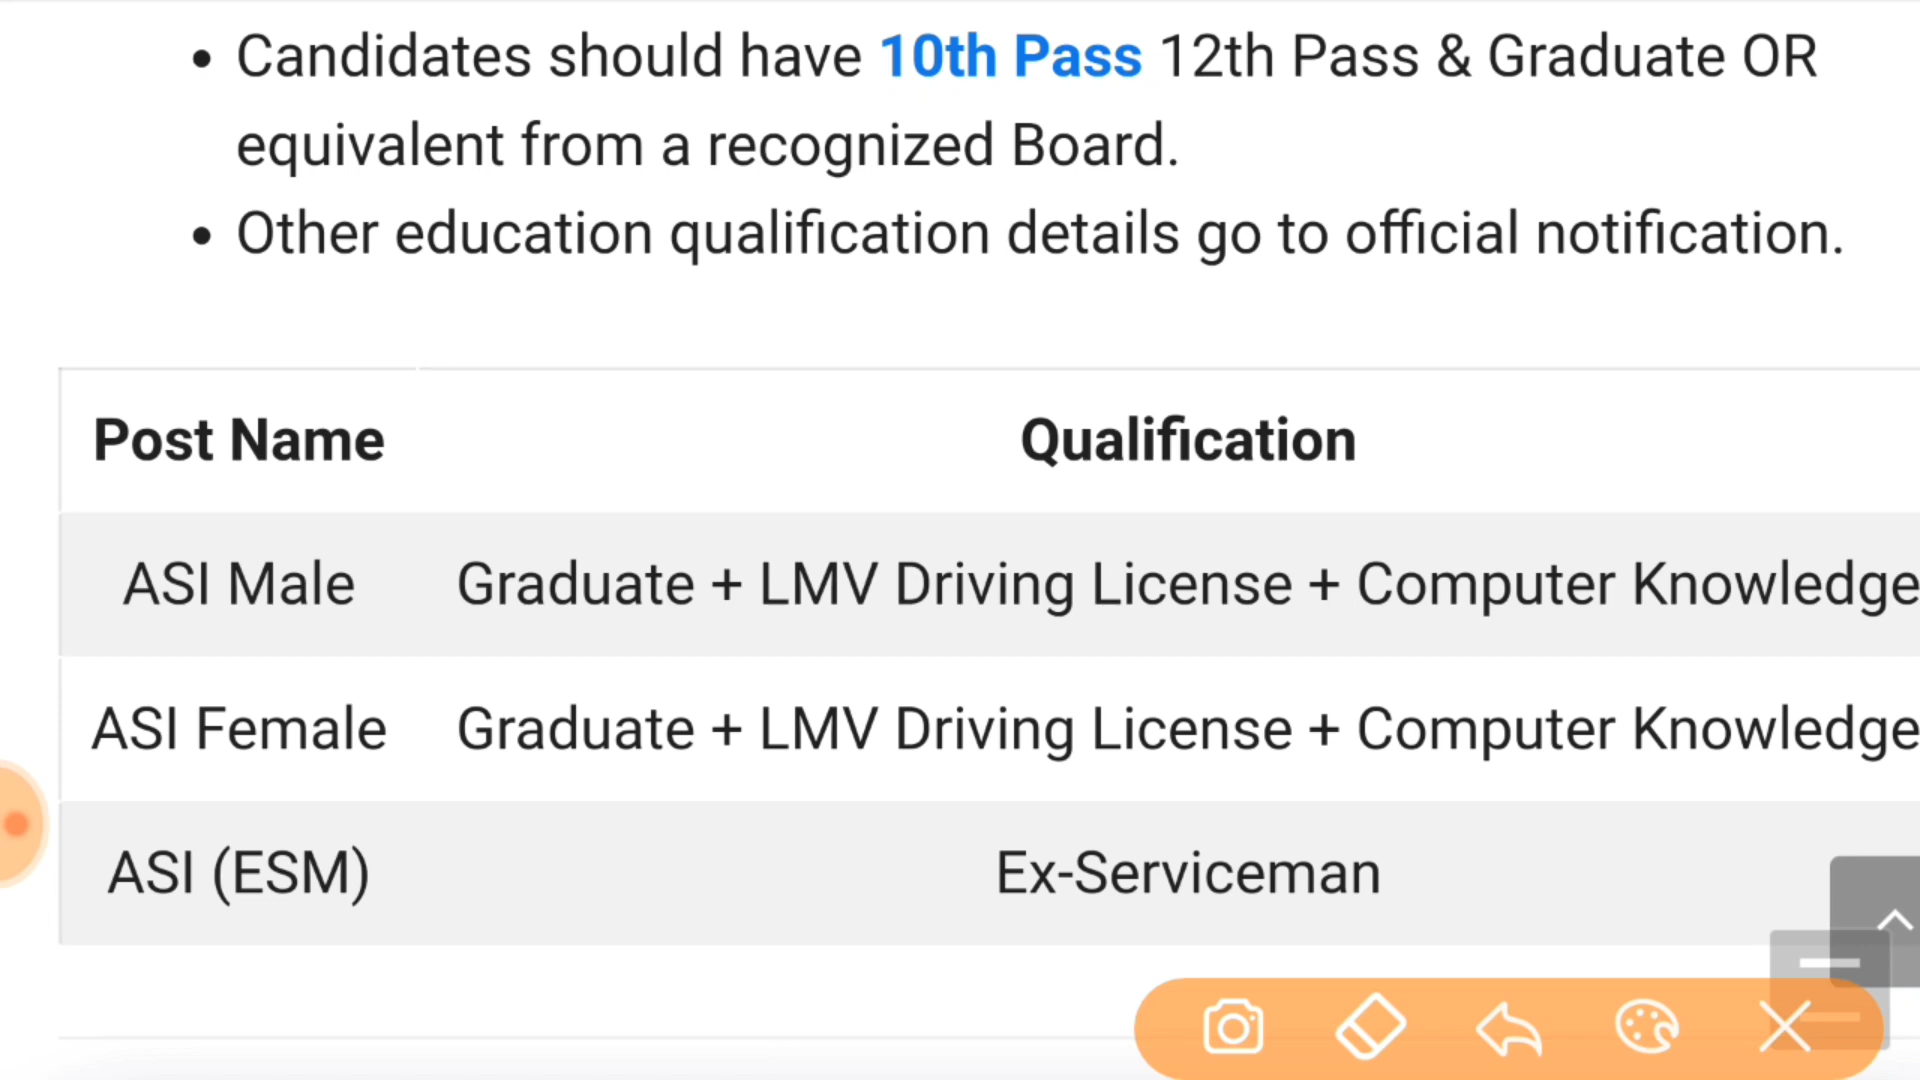 Candidates should have 10th Pass 12th Pass & Graduate OR
equivalent from a recognized Board.
Other education qualification details go to official notification.
Post Name Qualification
ASI Male Graduate + LMV Driving License + Computer Knowledge
ASI Female Graduate + LMV Driving License + Computer Knowledge
ASI (ESM) Ex-Serviceman